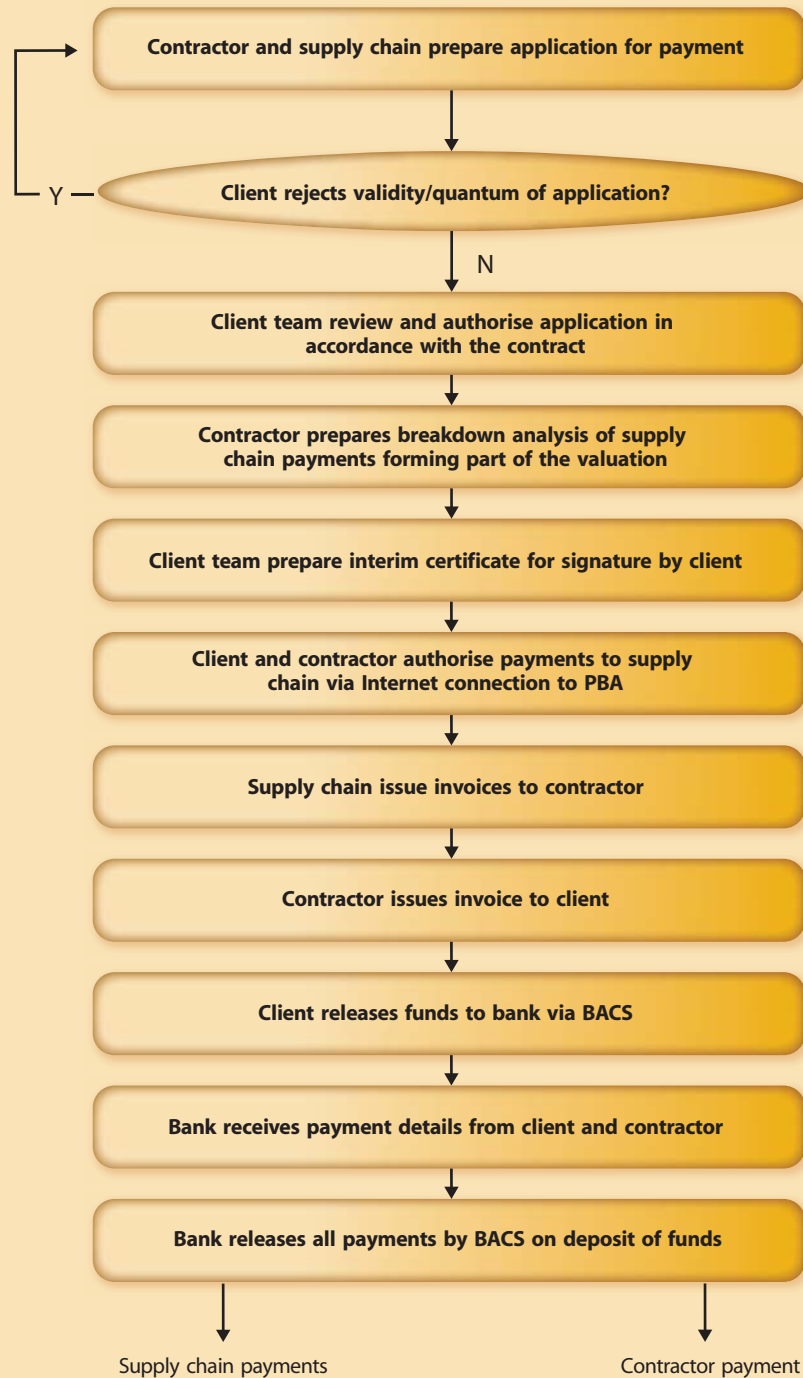 Contractor and supply chain prepare application for payment
Y
Client rejects validity/quantum of application?
N
Client team review and authorise application in
accordance with the contract
Contractor prepares breakdown analysis of supply
chain payments forming part of the valuation
Client team prepare interim certificate for signature by client
Client and contractor authorise payments to supply
chain via Internet connection to PBA
Supply chain issue invoices to contractor
Contractor issues invoice to client
Client releases funds to bank via BACS
Bank receives payment details from client and contractor
Bank releases all payments by BACS on deposit of funds
Supply chain payments
Contractor payment